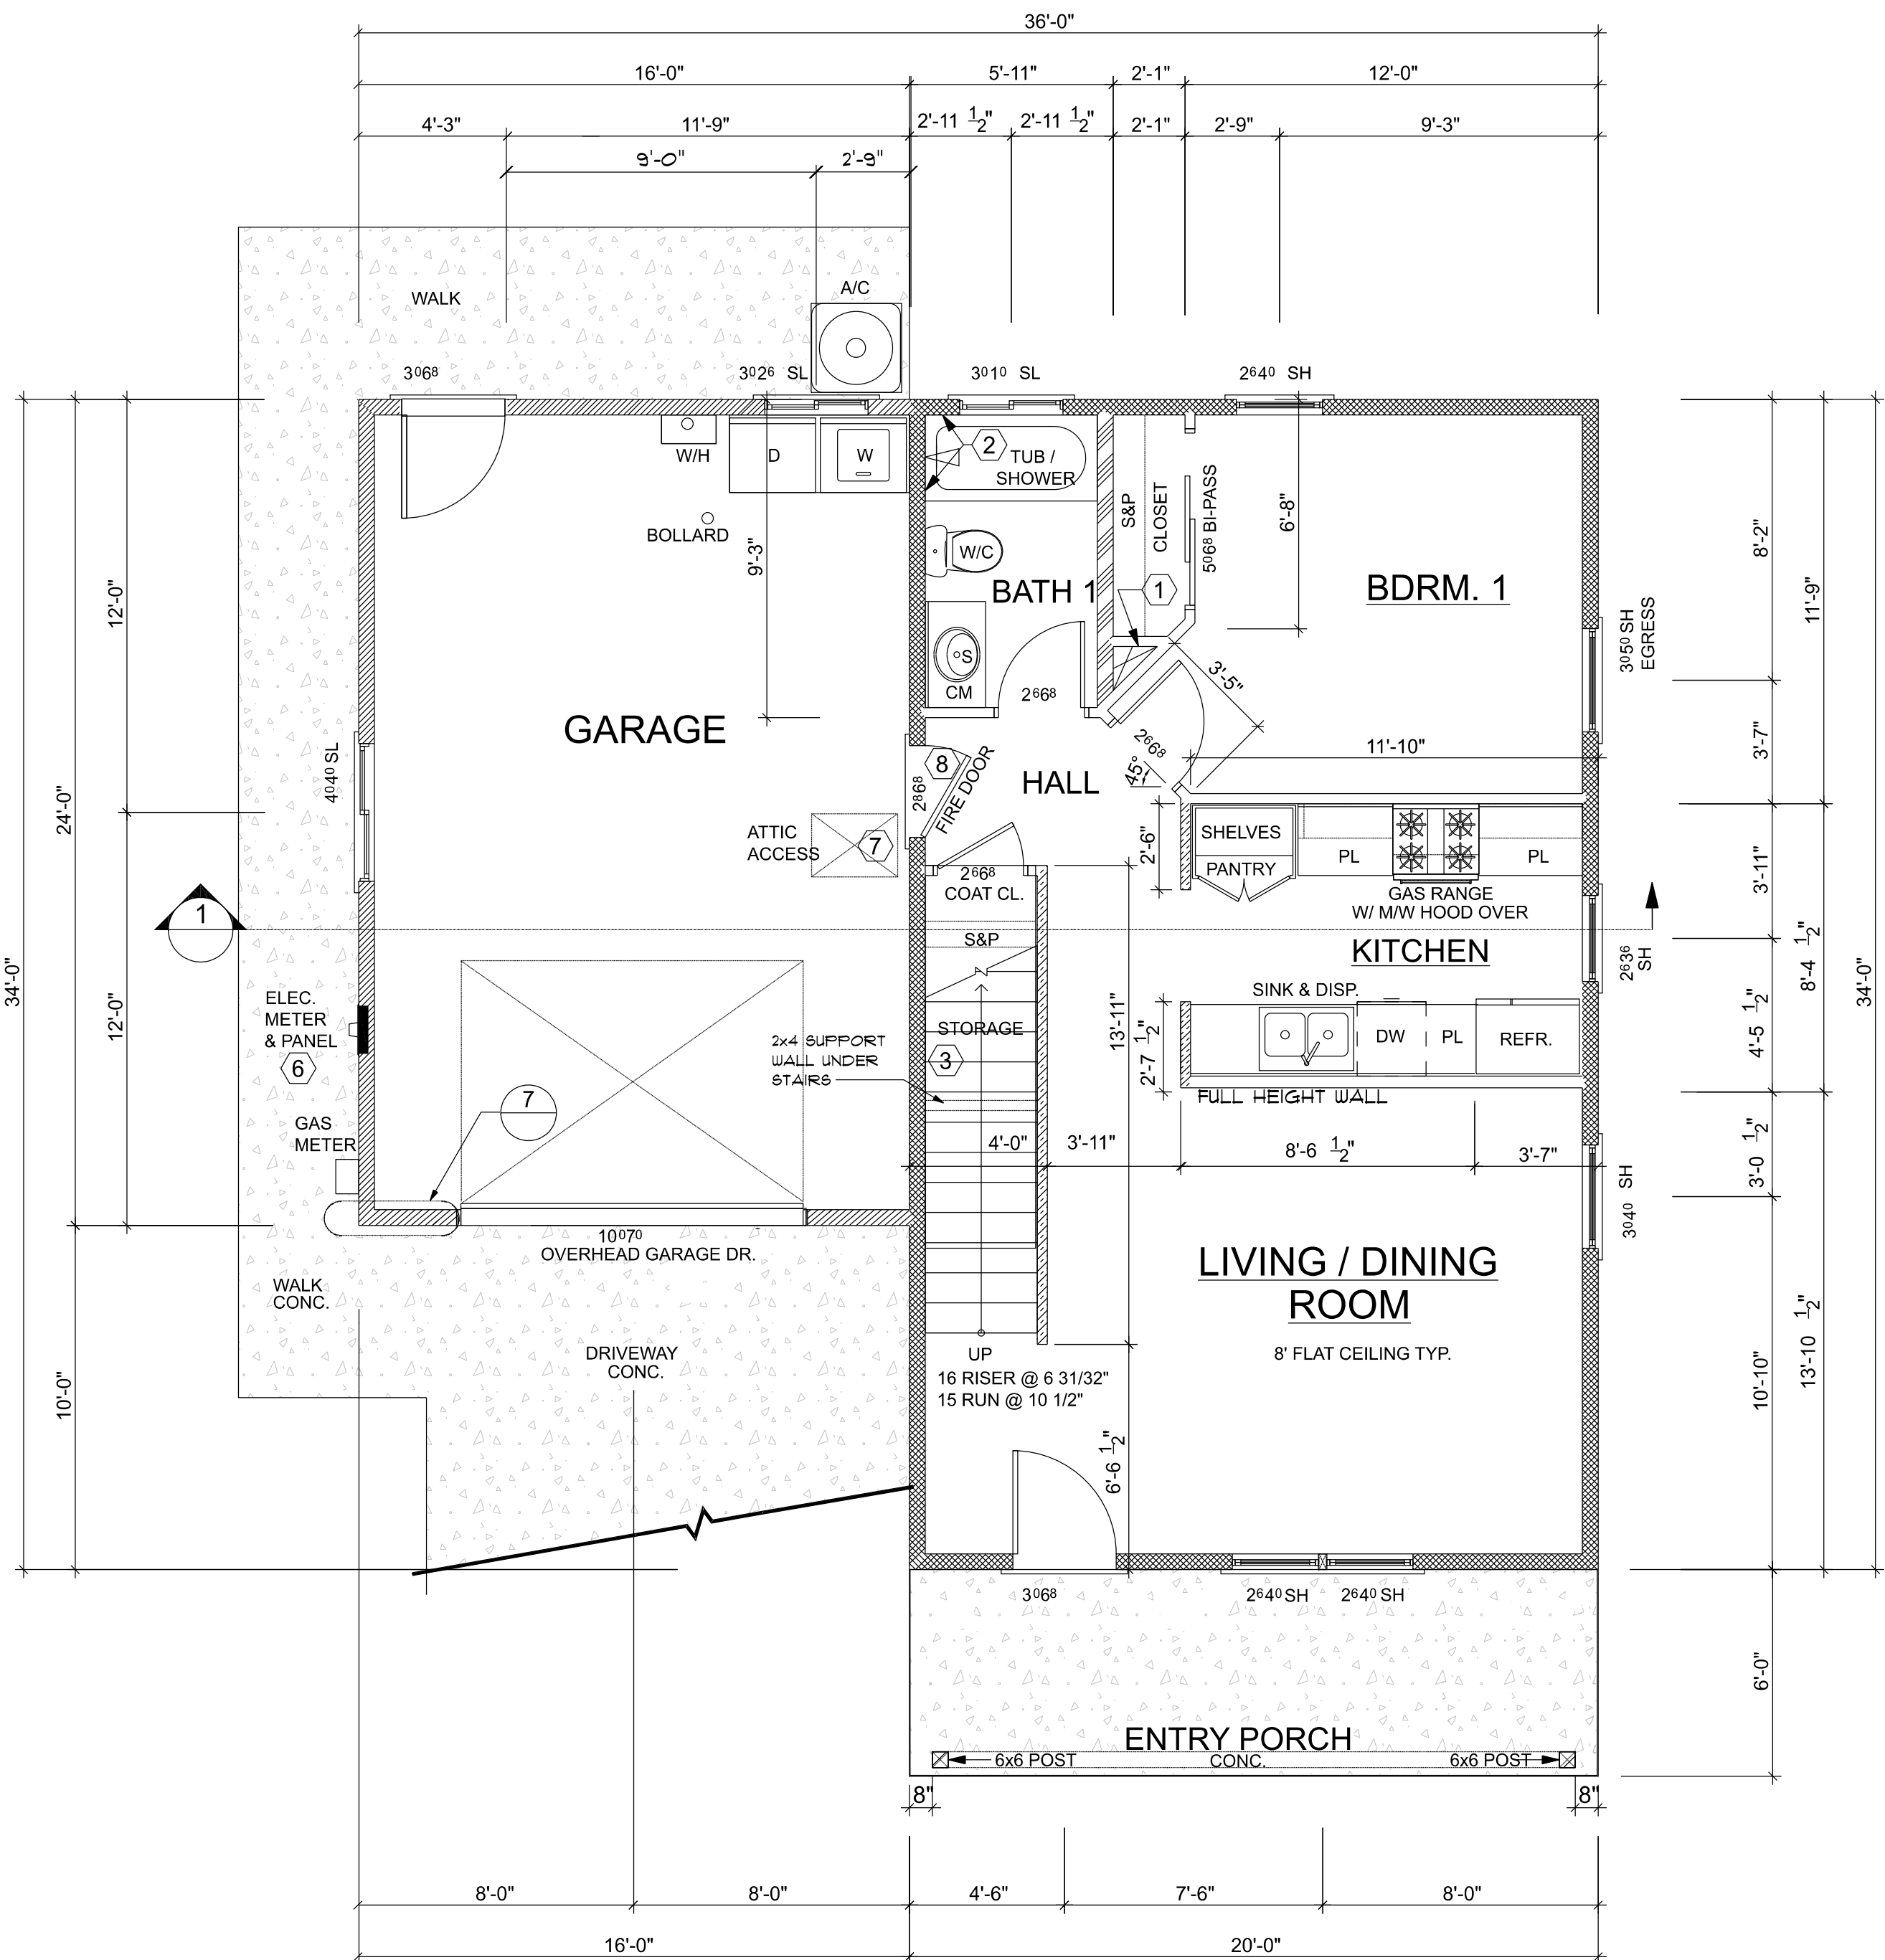 36'-0"
16'-0" 5'-11" 2'-1" 12'-0"
4'-3" 11'-9" 2'-11 1/2" 2'-11 1/2" 2'-1" 2'-9" 9'-3"
9'-0" 2'-9"
WALK
A/C
3068
3026 SL
3010 SL
2640 SH
W/H
D
W
BOLLARD
9'-3"
2
TUB /
SHOWER
W/C
BATH 1
S
CM
2668
S&P
CLOSET
5068 BI-PASS
1
6'-8"
BDRM. 1
3050 SH
EGRESS
3'-5"
2668
45°
11'-10"
GARAGE
4040 SL
HALL
8
2868
FIRE DOOR
ATTIC
ACCESS
7
2668
COAT CL.
S&P
2'-6"
SHELVES
PANTRY
PL
PL
GAS RANGE
W/ M/W HOOD OVER
KITCHEN
2636
SH
SINK & DISP.
DW
PL
REFR.
2'-7 1/2"
FULL HEIGHT WALL
13'-11"
1
ELEC.
METER
& PANEL
6
GAS
METER
7
2x4 SUPPORT
WALL UNDER
STAIRS
STORAGE
3
4'-0" 3'-11" 8'-6 1/2" 3'-7"
3040 SH
10070
OVERHEAD GARAGE DR.
WALK
CONC.
DRIVEWAY
CONC.
LIVING / DINING
ROOM
8' FLAT CEILING TYP.
UP
16 RISER @ 6 31/32"
15 RUN @ 10 1/2"
6'-6 1/2"
3068
2640 SH
2640 SH
ENTRY PORCH
CONC.
6x6 POST
6x6 POST
8"
8"
34'-0"
24'-0"
10'-0"
12'-0"
12'-0"
8'-2"
3'-7"
3'-11"
4'-5 1/2"
3'-0 1/2"
10'-10"
6'-0"
11'-9"
8'-4 1/2"
13'-10 1/2"
34'-0"
8'-0" 8'-0" 4'-6" 7'-6" 8'-0"
16'-0" 20'-0"